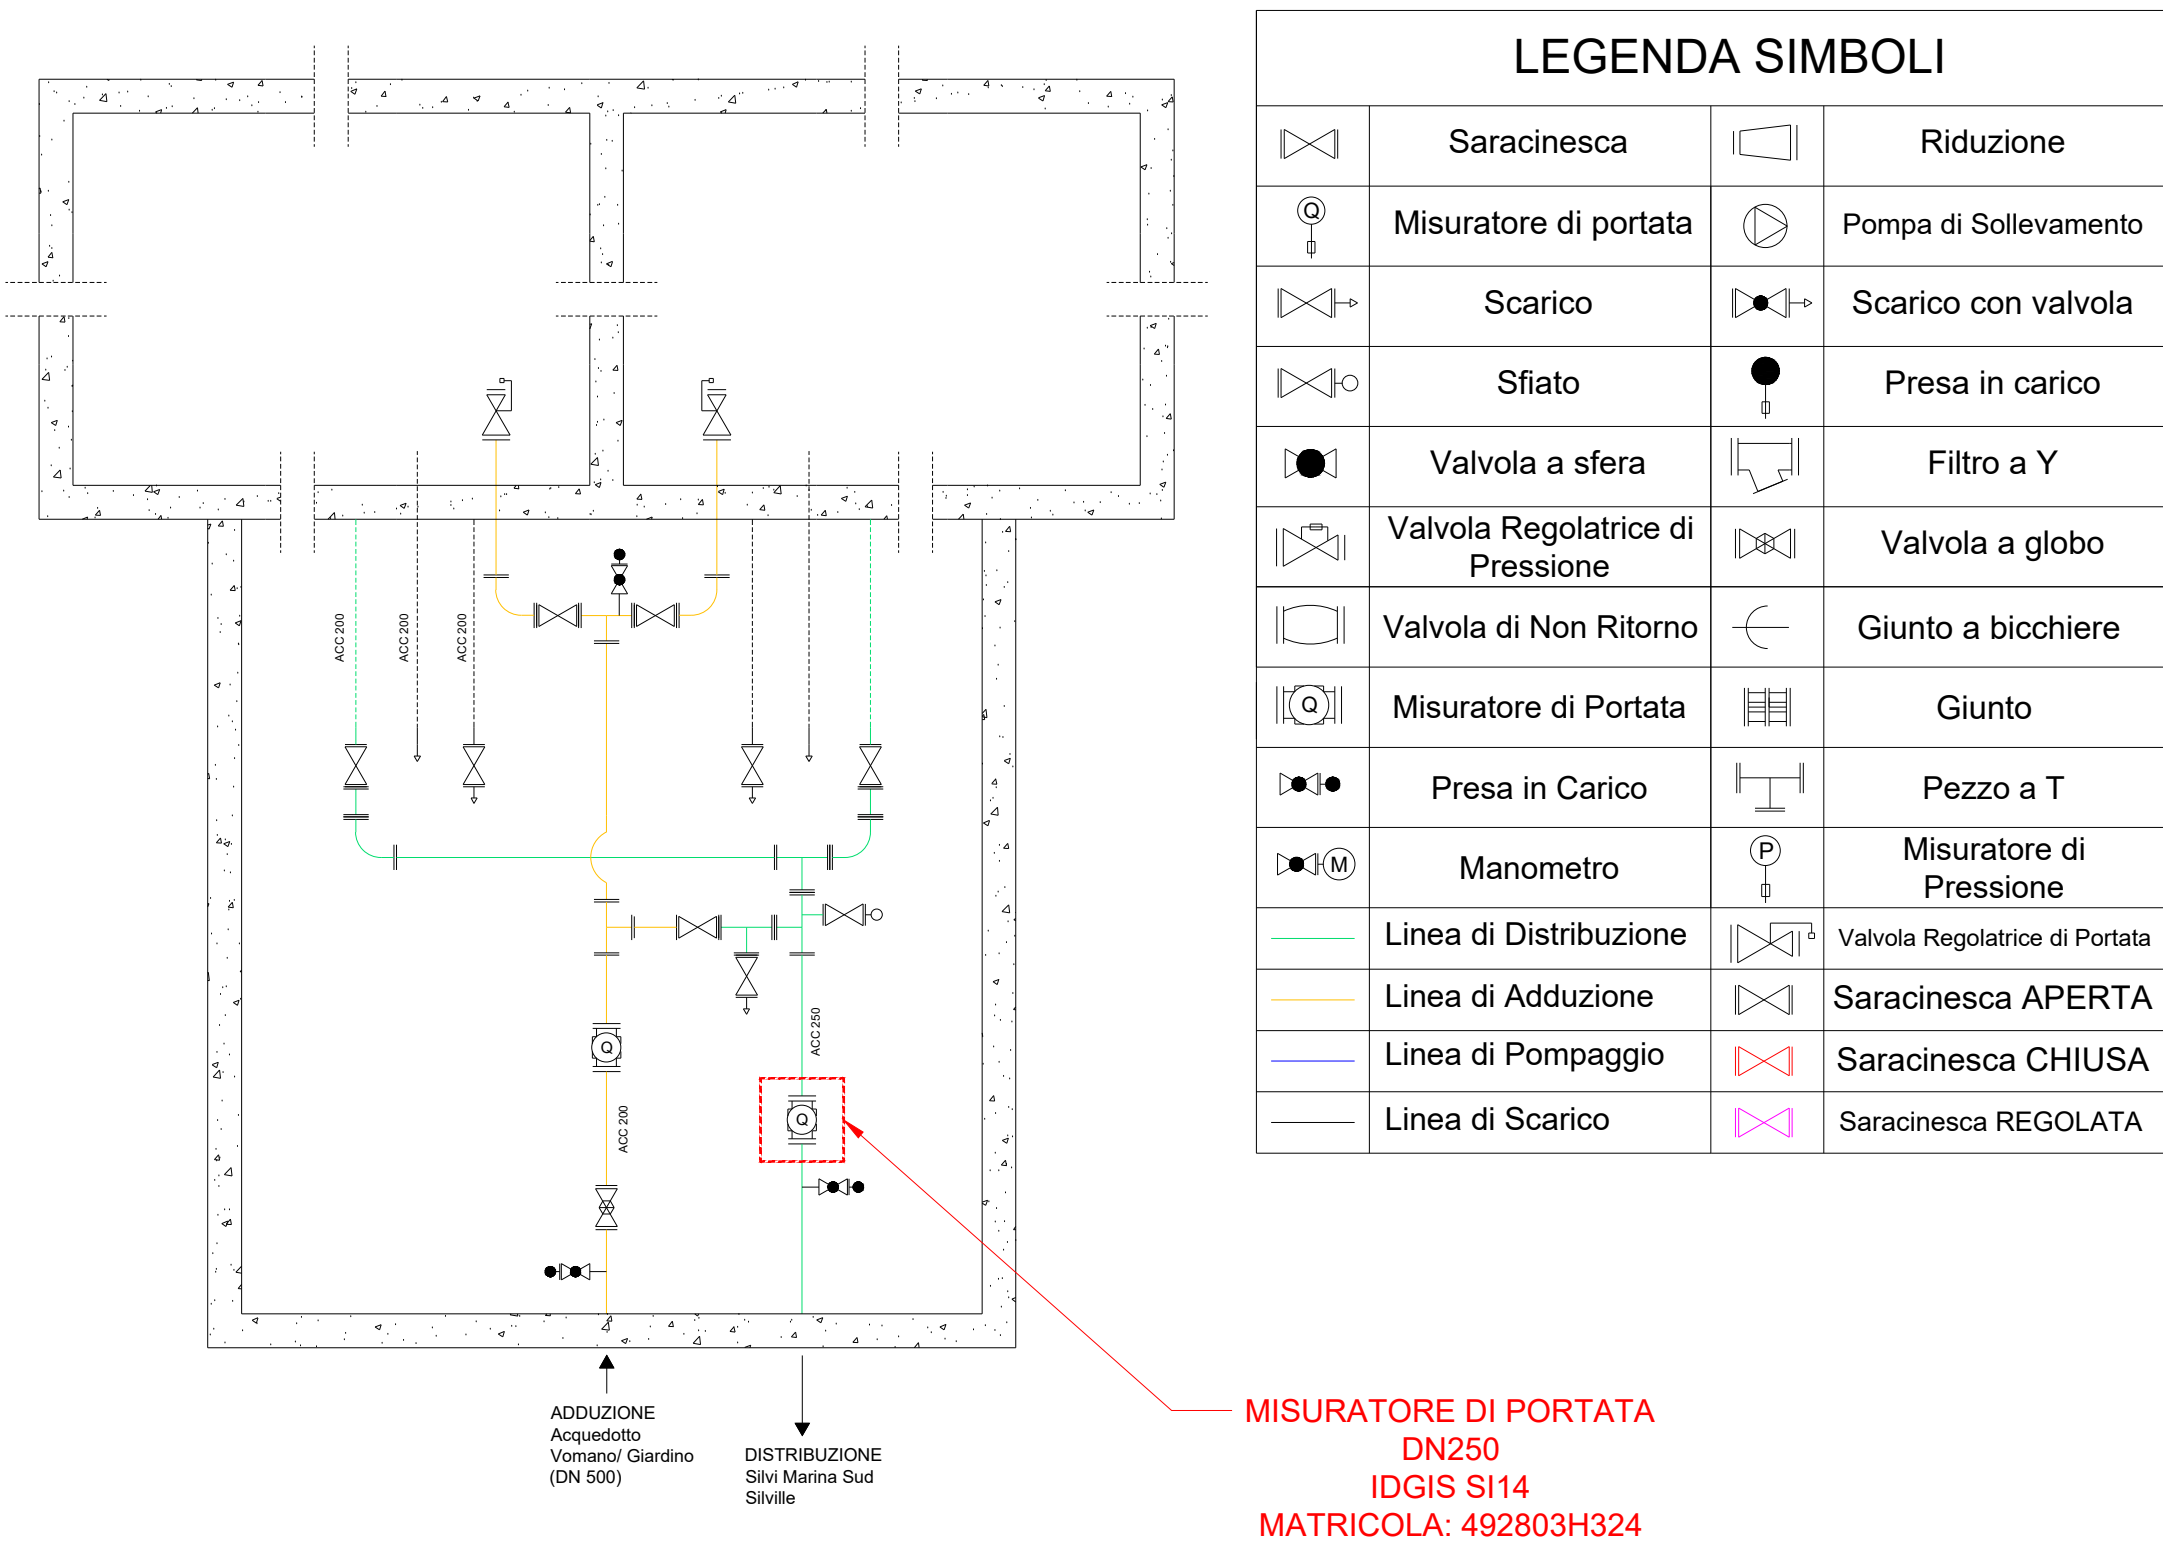 LEGENDA SIMBOLI
Saracinesca
Riduzione
Q
Misuratore di portata
Pompa di Sollevamento
Scarico
Scarico con valvola
Sfiato
Presa in carico
Valvola a sfera
Filtro a Y
Valvola Regolatrice di
Pressione
Valvola a globo
Valvola di Non Ritorno
Giunto a bicchiere
Q
Misuratore di Portata
Giunto
Presa in Carico
Pezzo a T
M
Manometro
P
Misuratore di
Pressione
Linea di Distribuzione
Valvola Regolatrice di Portata
Linea di Adduzione
Saracinesca APERTA
Linea di Pompaggio
Saracinesca CHIUSA
Linea di Scarico
Saracinesca REGOLATA
ACC 200
ACC 200
ACC 200
ACC 250
Q
Q
ACC 200
ADDUZIONE
Acquedotto
Vomano/ Giardino
(DN 500)
DISTRIBUZIONE
Silvi Marina Sud
Silville
MISURATORE DI PORTATA
DN250
IDGIS SI14
MATRICOLA: 492803H324